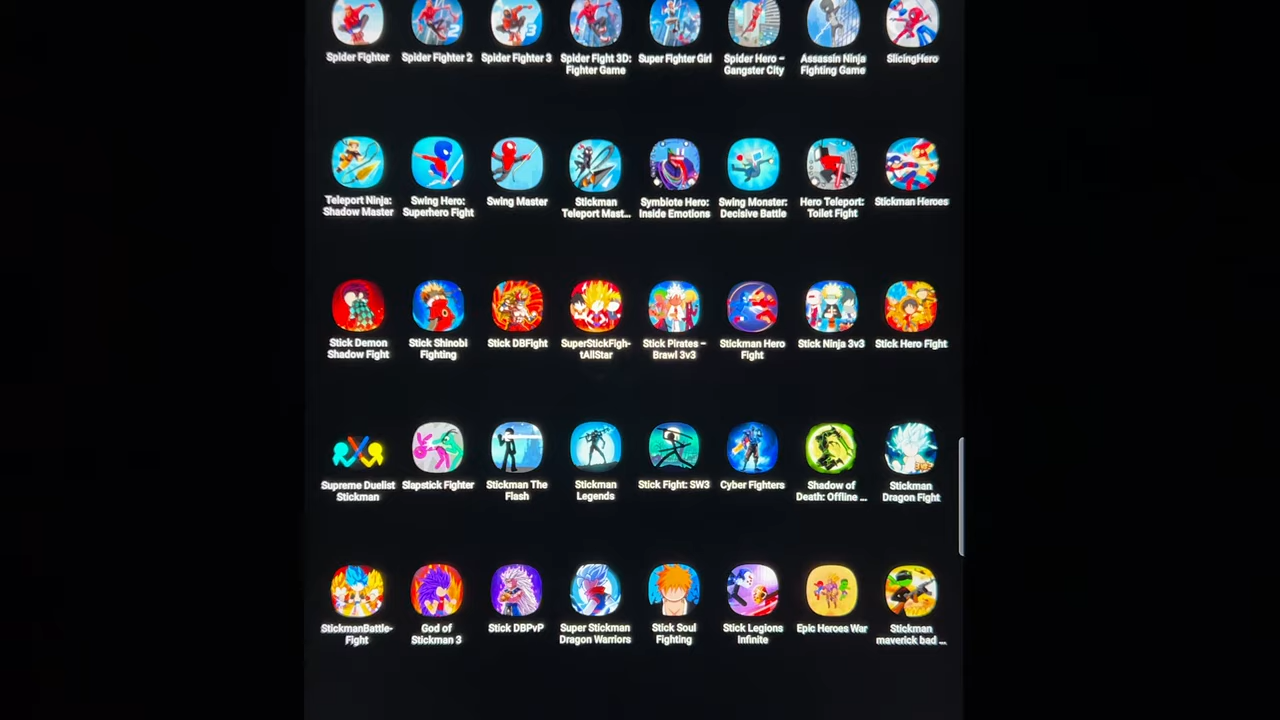 Spider Fighter
Spider Fighter 2
Spider Fighter 3
Spider Fight 3D:
Fighter Game
Super Fighter Girl
Spider Hero –
Gangster City
Assassin Ninja
Fighting Game
SlicingHero
Teleport Ninja:
Shadow Master
Swing Hero:
Superhero Fight
Swing Master
Stickman
Teleport Mast...
Symbiote Hero:
Inside Emotions
Swing Monster:
Decisive Battle
Hero Teleport:
Toilet Fight
Stickman Heroes
Stick Demon
Shadow Fight
Stick Shinobi
Fighting
Stick DBFight
SuperStickFigh-
tAllStar
Stick Pirates –
Brawl 3v3
Stickman Hero
Fight
Stick Ninja 3v3
Stick Hero Fight
Supreme Duelist
Stickman
Slapstick Fighter
Stickman The
Flash
Stickman
Legends
Stick Fight: SW3
Cyber Fighters
Shadow of
Death: Offline ...
Stickman
Dragon Fight
StickmanBattle-
Fight
God of
Stickman 3
Stick DBPvP
Super Stickman
Dragon Warriors
Stick Soul
Fighting
Stick Legions
Infinite
Epic Heroes War
Stickman
maverick bad ...